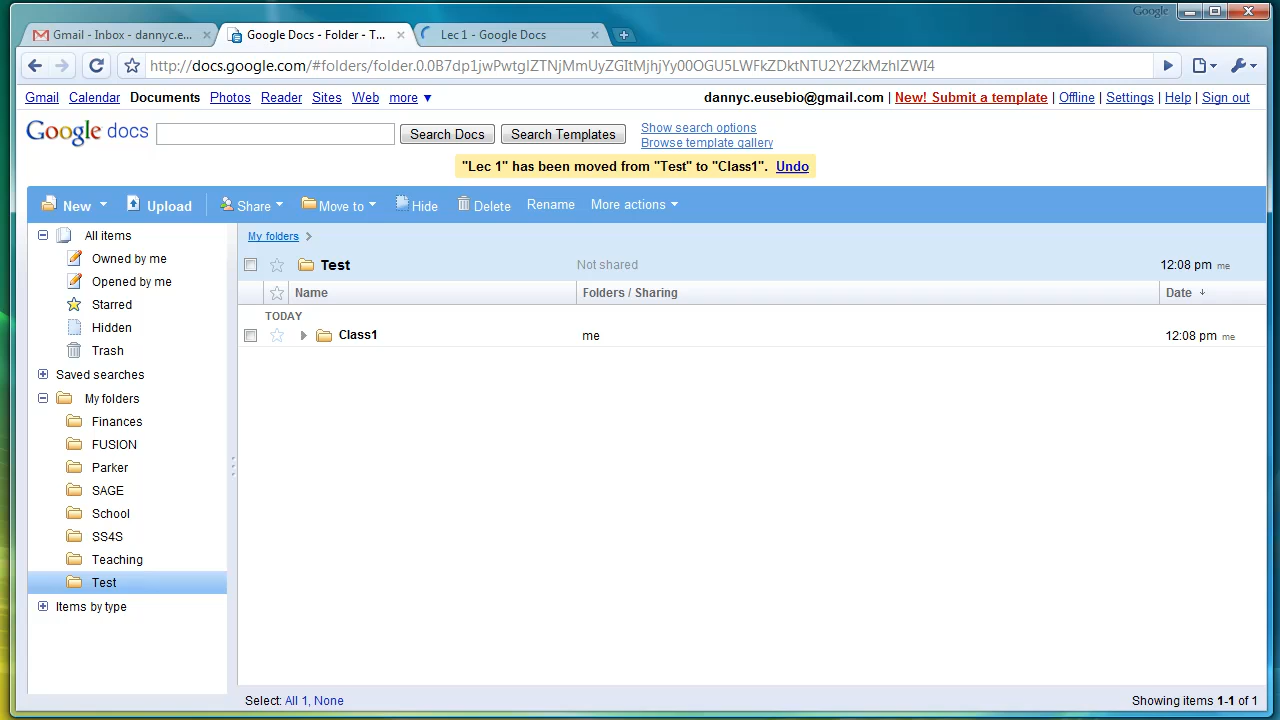 Google
Gmail - Inbox - dannyc.e...
Google Docs - Folder - T...
Lec 1 - Google Docs
http://docs.google.com/#folders/folder.0.0B7dp1jwPwtglZTNjMmUyZGItMjhjYy00OGU5LWFkZDktNTU2Y2ZkMzhlZWI4
Gmail Calendar Documents Photos Reader Sites Web more ▼
dannyc.eusebio@gmail.com | New! Submit a template | Offline | Settings | Help | Sign out
Google docs
Search Docs
Search Templates
Show search options
Browse template gallery
"Lec 1" has been moved from "Test" to "Class1". Undo
New Upload Share Move to Hide Delete Rename More actions
All items
Owned by me
Opened by me
Starred
Hidden
Trash
Saved searches
My folders
Finances
FUSION
Parker
SAGE
School
SS4S
Teaching
Test
Items by type
My folders
Test Not shared 12:08 pm me
Name Folders / Sharing Date
TODAY
Class1 me 12:08 pm me
Select: All 1, None
Showing items 1-1 of 1